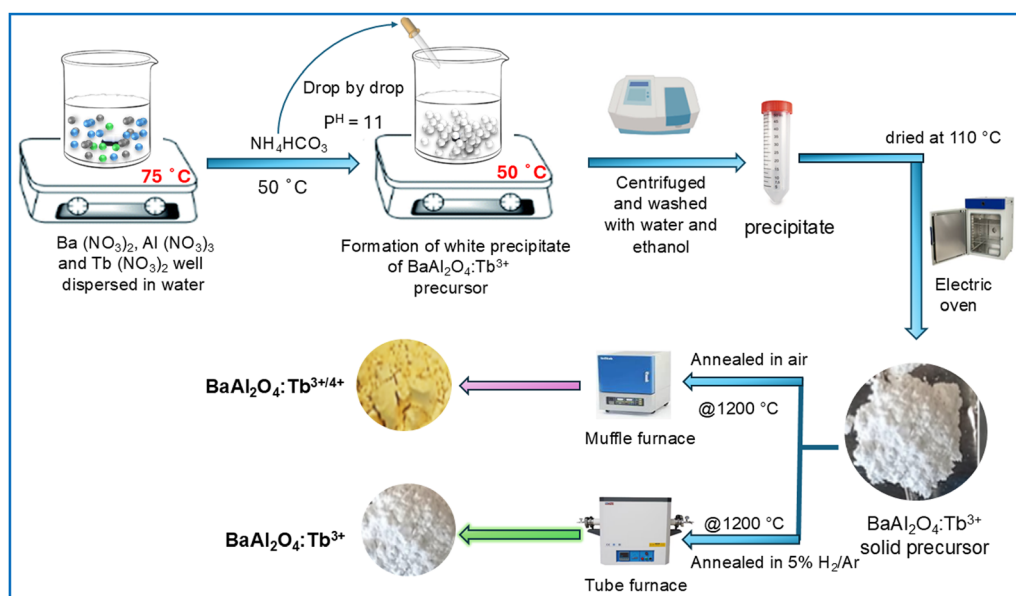 75 ˚C
Ba (NO₃)₂, Al (NO₃)₃
and Tb (NO₃)₂ well
dispersed in water
Drop by drop
Pᴴ = 11
NH₄HCO₃
50 ˚C
50 ˚C
Formation of white precipitate
of BaAl₂O₄:Tb³⁺
precursor
Centrifuged
and washed
with water and
ethanol
precipitate
dried at 110 °C
Electric
oven
BaAl₂O₄:Tb³⁺
solid precursor
Annealed in air
@1200 °C
Muffle furnace
BaAl₂O₄:Tb³⁺/⁴⁺
@1200 °C
Annealed in 5% H₂/Ar
Tube furnace
BaAl₂O₄:Tb³⁺